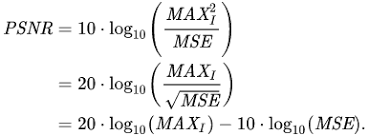 PSNR = 10 · log₁₀ ( MAX_I² / MSE )
= 20 · log₁₀ ( MAX_I / √MSE )
= 20 · log₁₀ (MAX_I) − 10 · log₁₀ (MSE).